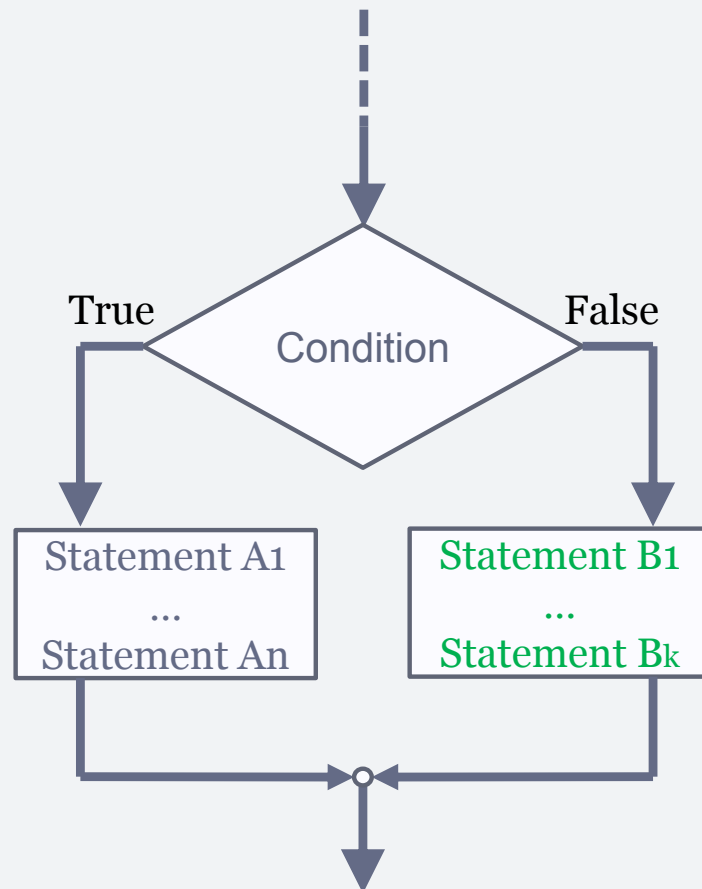 True
False
Condition
Statement A1
...
Statement An
Statement B1
...
Statement Bk